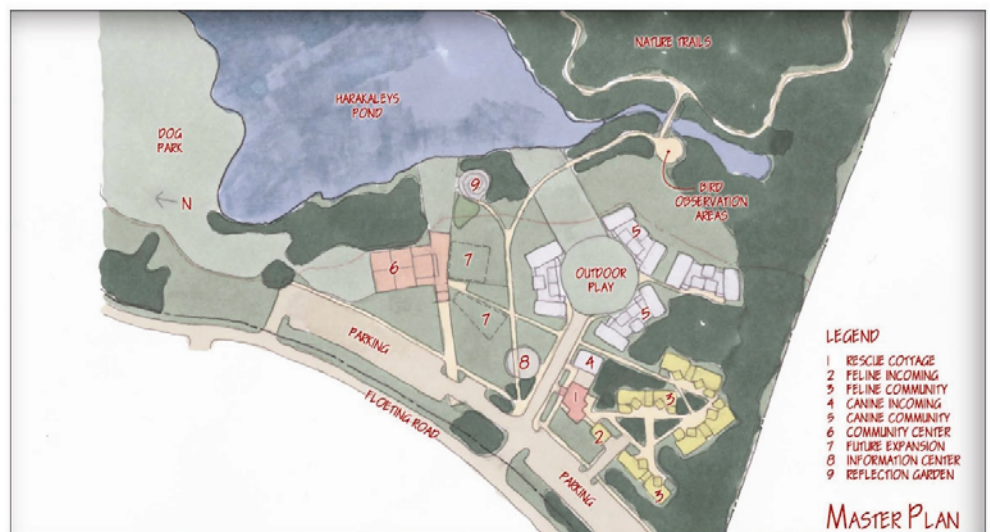 NATURE TRAILS
HARAKALEYS
POND
DOG
PARK
N
9
BIRD
OBSERVATION
AREAS
5
6
7
OUTDOOR
PLAY
7
5
PARKING
8
4
FLOETING ROAD
1
3
2
PARKING
3
LEGEND
1 RESCUE COTTAGE
2 FELINE INCOMING
3 FELINE COMMUNITY
4 CANINE INCOMING
5 CANINE COMMUNITY
6 COMMUNITY CENTER
7 FUTURE EXPANSION
8 INFORMATION CENTER
9 REFLECTION GARDEN
MASTER PLAN